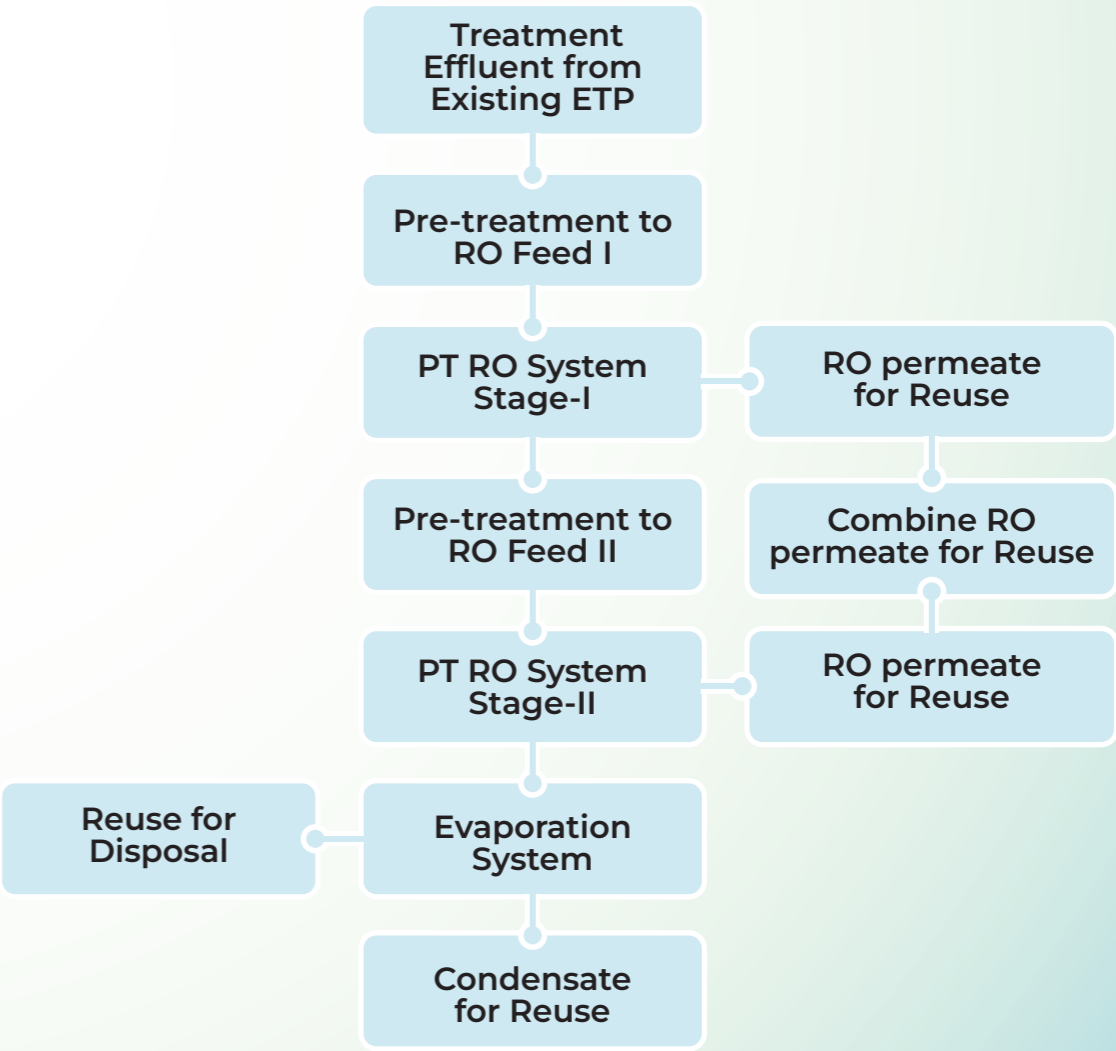 Treatment
Effluent from
Existing ETP
Pre-treatment to
RO Feed I
PT RO System
Stage-I
RO permeate
for Reuse
Pre-treatment to
RO Feed II
Combine RO
permeate for Reuse
PT RO System
Stage-II
RO permeate
for Reuse
Reuse for
Disposal
Evaporation
System
Condensate
for Reuse